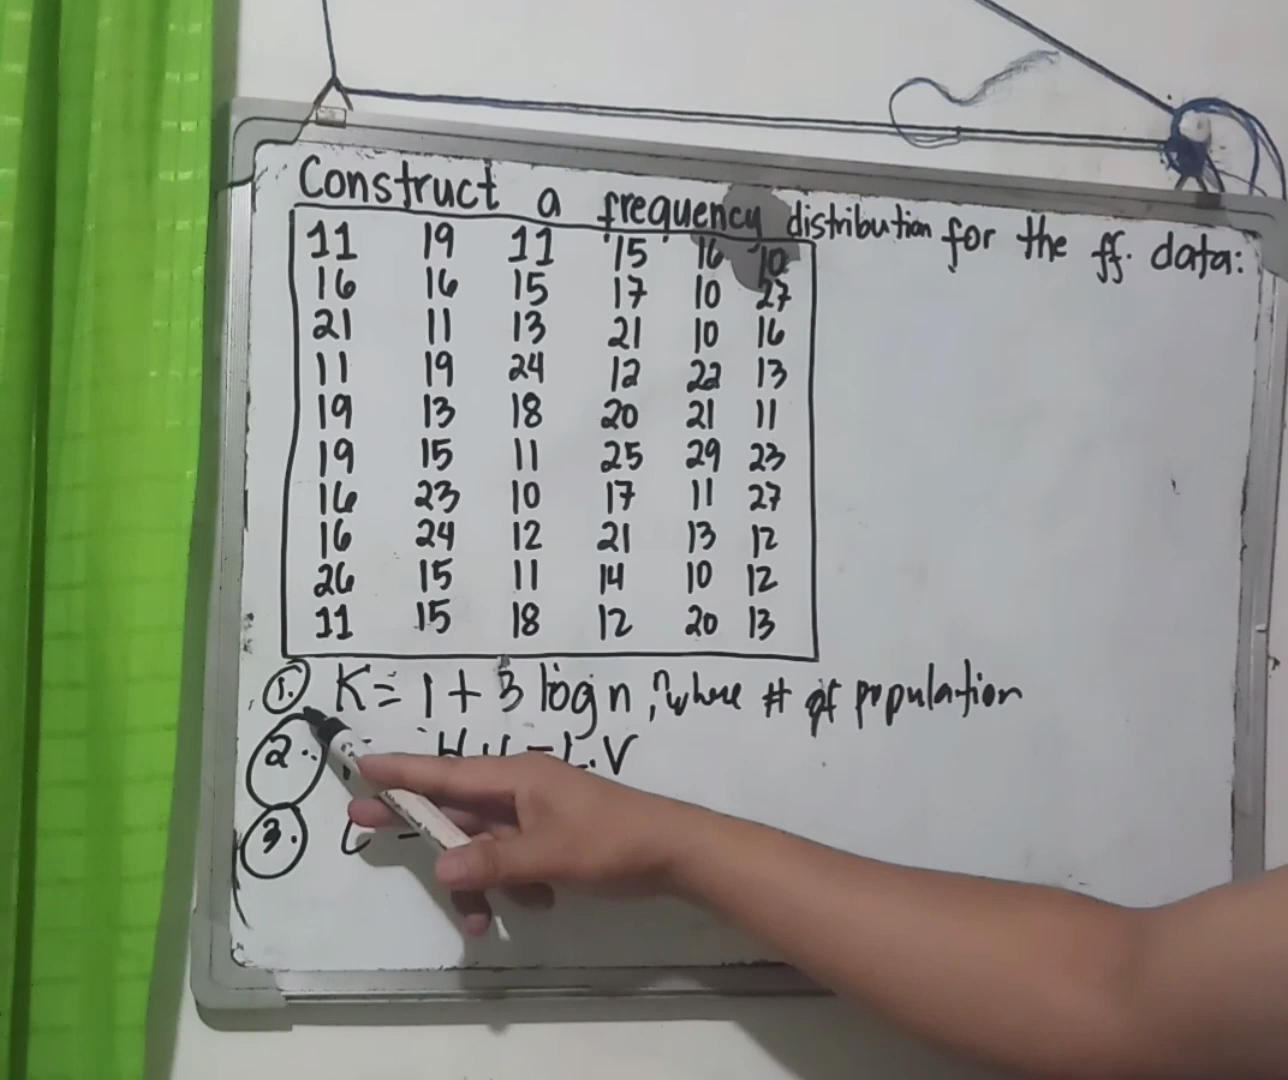 Construct a frequency distribution for the ff. data:
11 19 11 15 16 10
16 16 15 17 10 27
21 11 13 21 10 16
11 19 24 12 22 13
19 13 18 20 21 11
19 15 11 25 29 23
16 23 10 17 11 27
16 24 12 21 13 12
26 15 11 14 10 12
11 15 18 12 20 13
1. K = 1 + 3 log n, where # of population
2. - L.V
3. C =